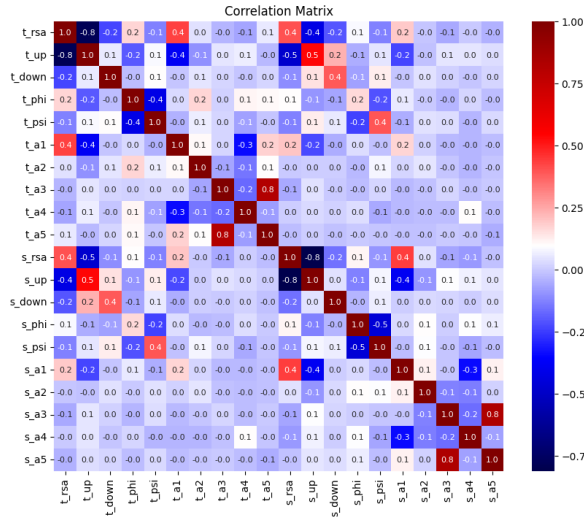 Correlation Matrix
t_rsa 1.0 -0.8 -0.2 0.2 -0.1 0.4 0.0 -0.0 -0.1 0.1 0.4 -0.4 -0.2 0.1 -0.1 0.2 -0.0 -0.1 -0.0 -0.0 1.00
t_up -0.8 1.0 0.1 -0.2 0.1 -0.4 -0.1 0.0 0.1 -0.0 -0.5 0.5 0.2 -0.1 0.1 -0.2 -0.0 0.1 0.0 0.0
t_down -0.2 0.1 1.0 -0.0 0.1 -0.0 0.1 0.0 -0.0 0.0 -0.1 0.1 0.4 -0.1 0.1 -0.0 0.0 0.0 -0.0 -0.0
t_phi 0.2 -0.2 -0.0 1.0 -0.4 0.0 0.2 0.0 0.1 0.1 0.1 -0.1 -0.1 0.2 -0.2 0.1 -0.0 0.0 -0.0 -0.0 0.75
t_psi -0.1 0.1 0.1 -0.4 1.0 -0.0 0.0 0.0 -0.1 0.0 -0.1 0.1 0.0 -0.2 0.4 -0.1 0.0 0.0 -0.0 -0.0
t_a1 0.4 -0.4 -0.0 0.0 -0.0 1.0 0.1 0.0 -0.3 0.2 0.2 -0.2 -0.0 0.0 -0.0 0.2 -0.0 -0.0 -0.0 -0.0
t_a2 0.0 -0.1 0.1 0.2 0.0 0.1 1.0 -0.1 -0.2 0.0 0.0 -0.0 0.0 0.0 0.0 -0.0 0.0 -0.0 -0.0 -0.0 0.50
t_a3 -0.0 0.0 0.0 0.0 0.0 0.0 -0.1 1.0 -0.2 0.8 -0.1 0.0 0.0 0.0 0.0 -0.0 -0.0 -0.0 -0.0 -0.0
t_a4 -0.1 0.1 -0.0 0.1 -0.1 -0.3 -0.2 -0.2 1.0 -0.1 -0.0 0.0 0.0 0.0 -0.1 -0.0 -0.0 -0.0 0.1 -0.0
t_a5 0.1 -0.0 0.0 0.1 0.0 0.2 0.0 0.8 -0.1 1.0 -0.0 0.0 0.0 0.0 0.0 -0.0 -0.0 -0.0 -0.0 -0.1 0.25
s_rsa 0.4 -0.5 -0.1 0.1 -0.1 0.2 0.0 -0.1 -0.0 -0.0 1.0 -0.8 -0.2 0.1 -0.1 0.4 0.0 -0.1 -0.1 0.0
s_up -0.4 0.5 0.1 -0.1 0.1 -0.2 -0.0 0.0 0.0 0.0 -0.8 1.0 0.0 -0.1 0.1 -0.4 -0.1 0.1 0.1 0.0
s_down -0.2 0.2 0.4 -0.1 0.0 -0.0 0.0 0.0 0.0 0.0 -0.2 0.0 1.0 -0.0 0.0 -0.0 0.0 0.0 0.0 0.0 0.00
s_phi 0.1 -0.1 -0.1 0.2 -0.2 0.0 0.0 0.0 0.0 0.0 0.1 -0.1 -0.0 1.0 -0.5 0.0 0.1 0.0 0.1 0.1
s_psi -0.1 0.1 0.1 -0.2 0.4 -0.0 0.0 0.0 -0.1 0.0 -0.1 0.1 0.0 -0.5 1.0 -0.0 0.1 0.0 -0.1 0.0
s_a1 0.2 -0.2 -0.0 0.1 -0.1 0.2 -0.0 -0.0 -0.0 -0.0 0.4 -0.4 -0.0 0.0 -0.0 1.0 0.1 -0.0 -0.3 0.1 -0.25
s_a2 -0.0 -0.0 0.0 -0.0 0.0 -0.0 0.0 -0.0 -0.0 -0.0 0.0 -0.1 0.0 0.1 0.1 0.1 1.0 -0.1 -0.2 0.0
s_a3 -0.1 0.1 0.0 0.0 0.0 -0.0 -0.0 -0.0 -0.0 -0.0 -0.1 0.1 0.0 0.0 0.0 -0.0 -0.1 1.0 -0.2 0.8 -0.50
s_a4 -0.0 0.0 -0.0 -0.0 -0.0 -0.0 -0.0 -0.0 0.1 -0.0 -0.1 0.1 0.0 0.1 -0.1 -0.3 -0.2 -0.2 1.0 -0.1
s_a5 -0.0 0.0 -0.0 -0.0 -0.0 -0.0 -0.0 -0.0 -0.0 -0.1 0.0 0.0 0.0 0.1 0.0 0.1 0.0 0.8 -0.1 1.0 -0.75
t_rsa t_up t_down t_phi t_psi t_a1 t_a2 t_a3 t_a4 t_a5 s_rsa s_up s_down s_phi s_psi s_a1 s_a2 s_a3 s_a4 s_a5